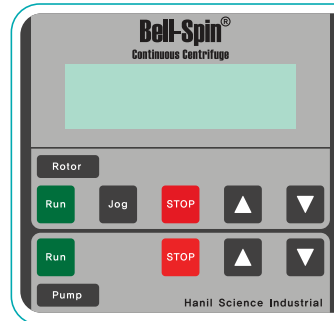 Bell-Spin®
Continuous Centrifuge
Rotor
Run Jog STOP
Run STOP
Pump
Hanil Science Industrial